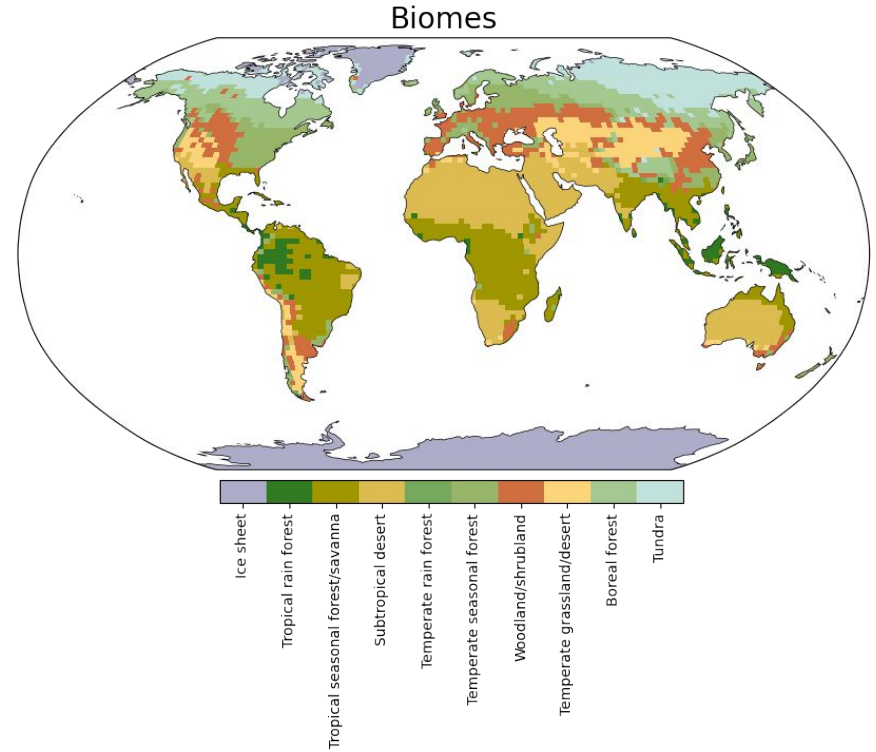 Biomes
Ice sheet
Tropical rain forest
Tropical seasonal forest/savanna
Subtropical desert
Temperate rain forest
Temperate seasonal forest
Woodland/shrubland
Temperate grassland/desert
Boreal forest
Tundra